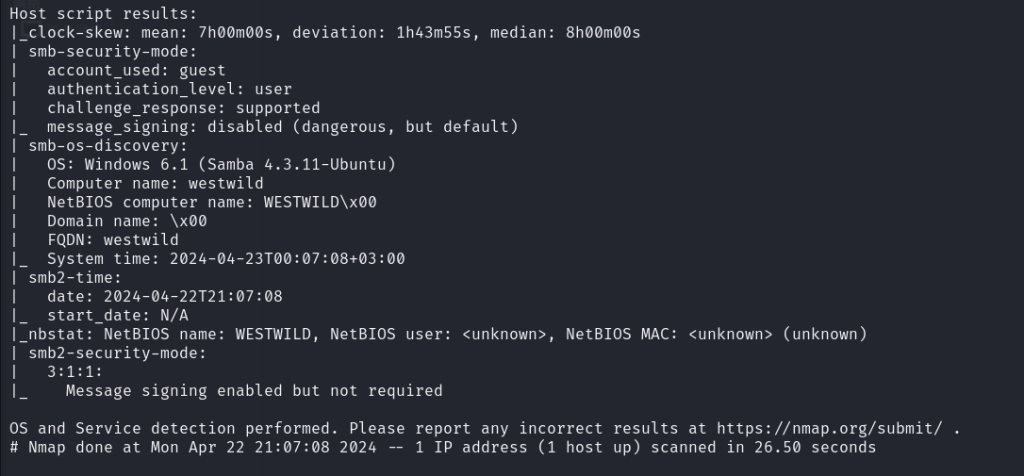 Host script results:
|_clock-skew: mean: 7h00m00s, deviation: 1h43m55s, median: 8h00m00s
| smb-security-mode:
|   account_used: guest
|   authentication_level: user
|   challenge_response: supported
|_  message_signing: disabled (dangerous, but default)
| smb-os-discovery:
|   OS: Windows 6.1 (Samba 4.3.11-Ubuntu)
|   Computer name: westwild
|   NetBIOS computer name: WESTWILD\x00
|   Domain name: \x00
|   FQDN: westwild
|_  System time: 2024-04-23T00:07:08+03:00
| smb2-time:
|   date: 2024-04-22T21:07:08
|_  start_date: N/A
|_nbstat: NetBIOS name: WESTWILD, NetBIOS user: <unknown>, NetBIOS MAC: <unknown> (unknown)
| smb2-security-mode:
|   3:1:1:
|_    Message signing enabled but not required
OS and Service detection performed. Please report any incorrect results at https://nmap.org/submit/ .
# Nmap done at Mon Apr 22 21:07:08 2024 -- 1 IP address (1 host up) scanned in 26.50 seconds